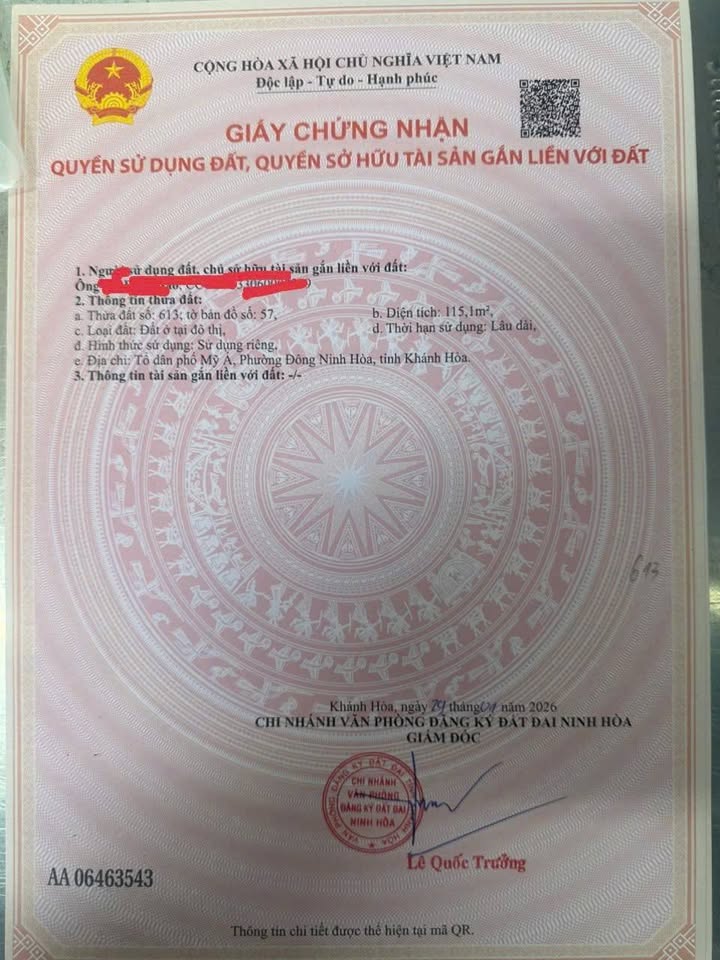 CỘNG HÒA XÃ HỘI CHỦ NGHĨA VIỆT NAM
Độc lập - Tự do - Hạnh phúc
GIẤY CHỨNG NHẬN
QUYỀN SỬ DỤNG ĐẤT, QUYỀN SỞ HỮU TÀI SẢN GẮN LIỀN VỚI ĐẤT
1. Người sử dụng đất, chủ sở hữu tài sản gắn liền với đất:
Ông
2. Thông tin thửa đất:
a. Thửa đất số: 613; tờ bản đồ số: 57, b. Diện tích: 115,1m²,
c. Loại đất: Đất ở tại đô thị, d. Thời hạn sử dụng: Lâu dài,
đ. Hình thức sử dụng: Sử dụng riêng,
e. Địa chỉ: Tổ dân phố Mỹ Á, Phường Đông Ninh Hòa, tỉnh Khánh Hòa.
3. Thông tin tài sản gắn liền với đất: -/-
613
Khánh Hòa, ngày 29 tháng 01 năm 2026
CHI NHÁNH VĂN PHÒNG ĐĂNG KÝ ĐẤT ĐAI NINH HÒA
GIÁM ĐỐC
CHI NHÁNH
VĂN PHÒNG
ĐĂNG KÝ ĐẤT ĐAI
NINH HÒA
Lê Quốc Trưởng
AA 06463543
Thông tin chi tiết được thể hiện tại mã QR.